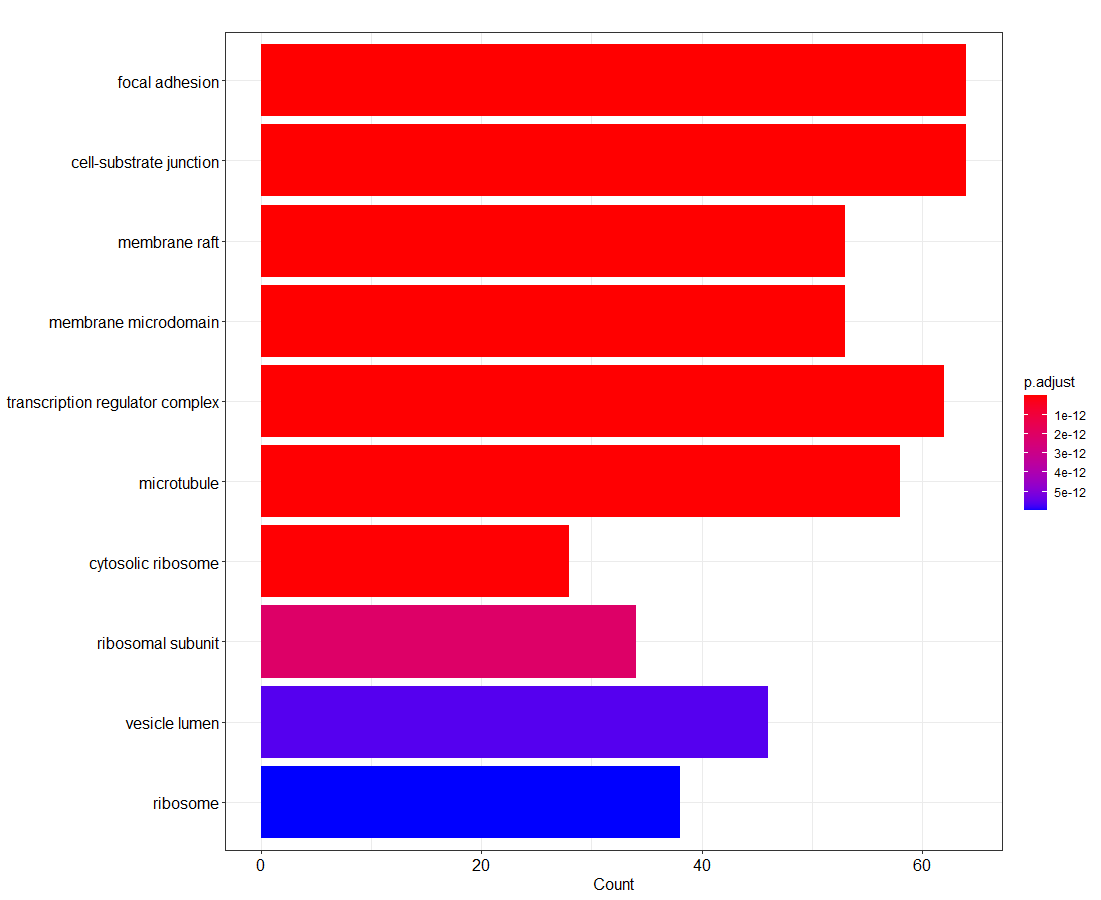 focal adhesion
cell-substrate junction
membrane raft
membrane microdomain
transcription regulator complex
microtubule
cytosolic ribosome
ribosomal subunit
vesicle lumen
ribosome
0 20 40 60
Count
p.adjust
1e-12
2e-12
3e-12
4e-12
5e-12